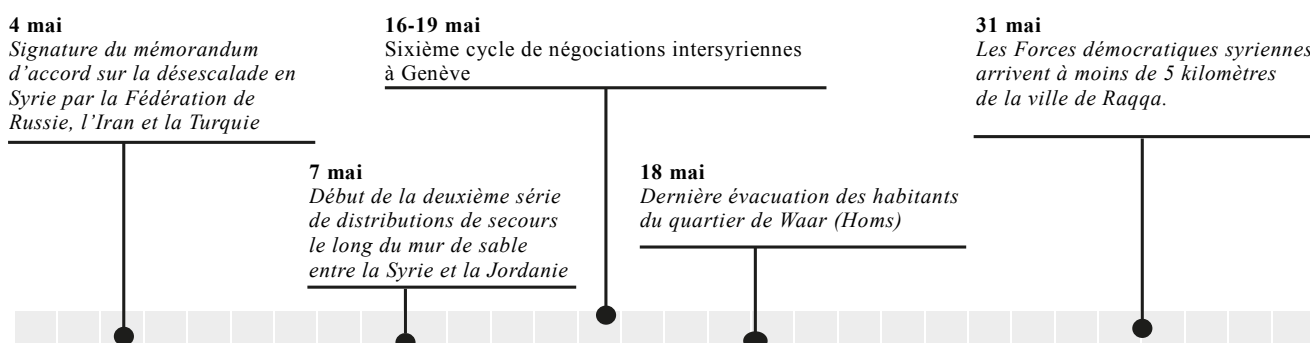 4 mai
Signature du mémorandum
d’accord sur la désescalade en
Syrie par la Fédération de
Russie, l’Iran et la Turquie
7 mai
Début de la deuxième série
de distributions de secours
le long du mur de sable
entre la Syrie et la Jordanie
16-19 mai
Sixième cycle de négociations intersyriennes
à Genève
18 mai
Dernière évacuation des habitants
du quartier de Waar (Homs)
31 mai
Les Forces démocratiques syriennes
arrivent à moins de 5 kilomètres
de la ville de Raqqa.